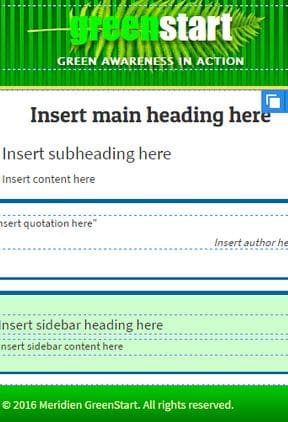 greenstart
GREEN AWARENESS IN ACTION
Insert main heading here
Insert subheading here
Insert content here
nsert quotation here"
Insert author he
Insert sidebar heading here
nsert sidebar content here
© 2016 Meridien GreenStart. All rights reserved.